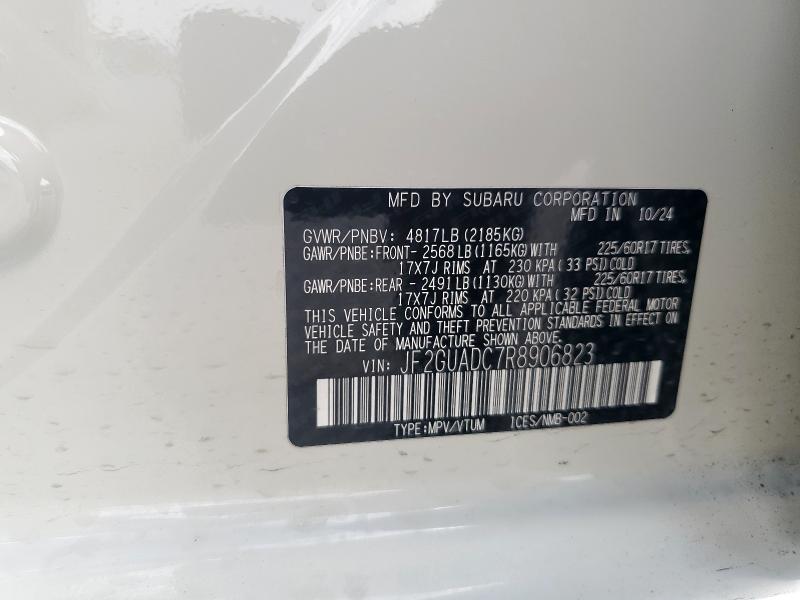 MFD BY SUBARU CORPORATION
MFD IN 10/24
GVWR/PNBV: 4817LB (2185KG)
GAWR/PNBE:FRONT- 2568 LB (1165KG) WITH 225/60R17 TIRES,
17X7J RIMS AT 230 KPA ( 33 PSI) COLD
GAWR/PNBE:REAR - 2491 LB (1130KG) WITH 225/60R17 TIRES,
17X7J RIMS AT 220 KPA ( 32 PSI) COLD
THIS VEHICLE CONFORMS TO ALL APPLICABLE FEDERAL MOTOR
VEHICLE SAFETY AND THEFT PREVENTION STANDARDS IN EFFECT ON
THE DATE OF MANUFACTURE SHOWN ABOVE.
VIN: JF2GUADC7R8906823
TYPE:MPV/VTUM ICES/NMB-002